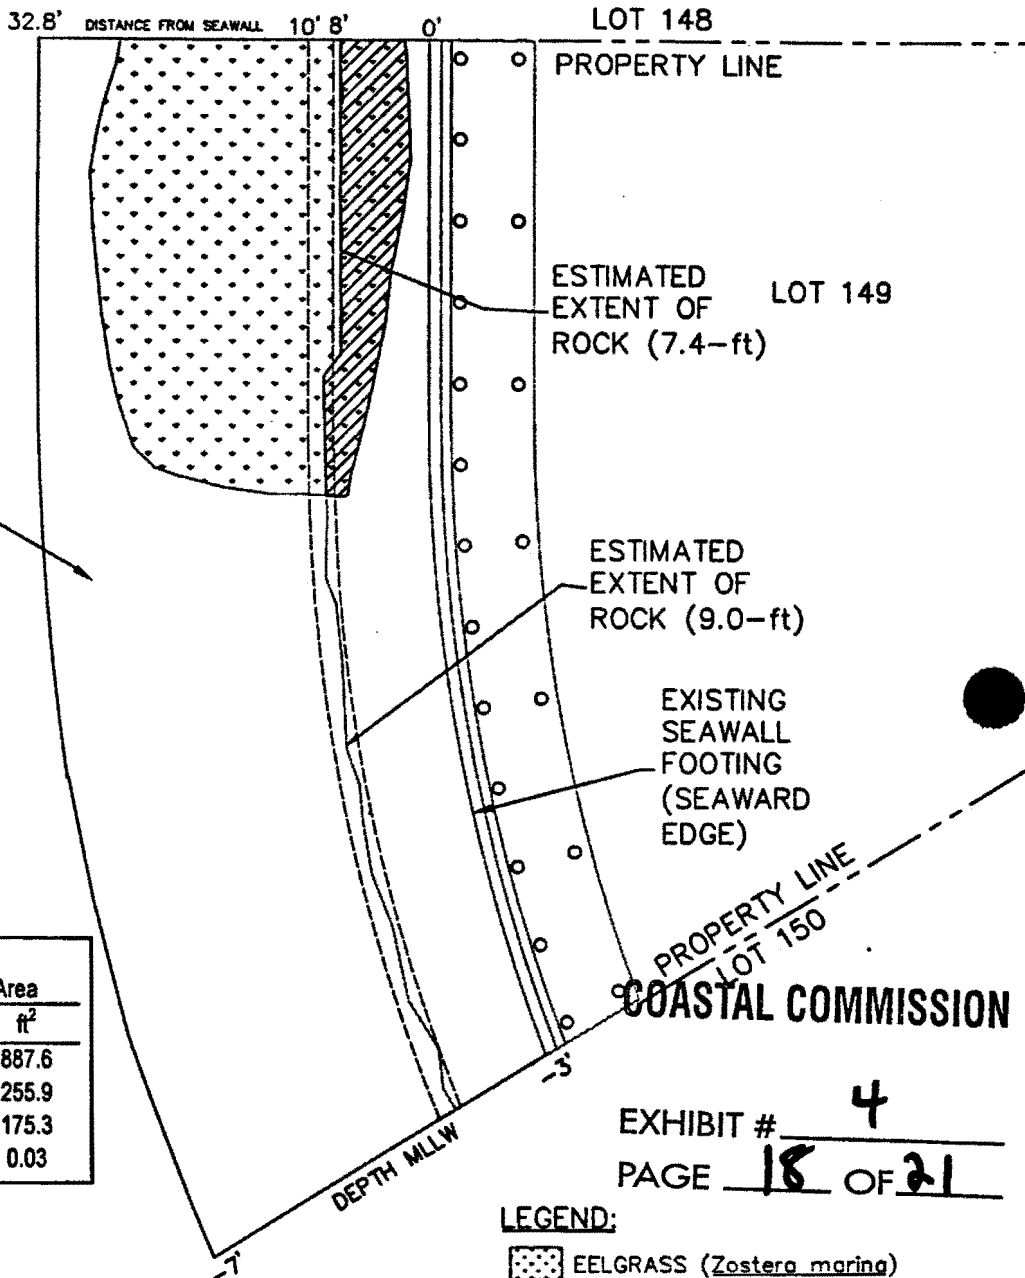 32.8' DISTANCE FROM SEAWALL 10' 8' 0' LOT 148
PROPERTY LINE
ESTIMATED
EXTENT OF
ROCK (7.4-ft)
LOT 149
ESTIMATED
EXTENT OF
ROCK (9.0-ft)
EXISTING
SEAWALL
FOOTING
(SEAWARD
EDGE)
PROPERTY LINE
LOT 150
Area
ft²
887.6
255.9
175.3
0.03
COASTAL COMMISSION
-3'
DEPTH MLLW
-7'
EXHIBIT # 4
PAGE 18 OF 21
LEGEND:
EELGRASS (Zostera marina)